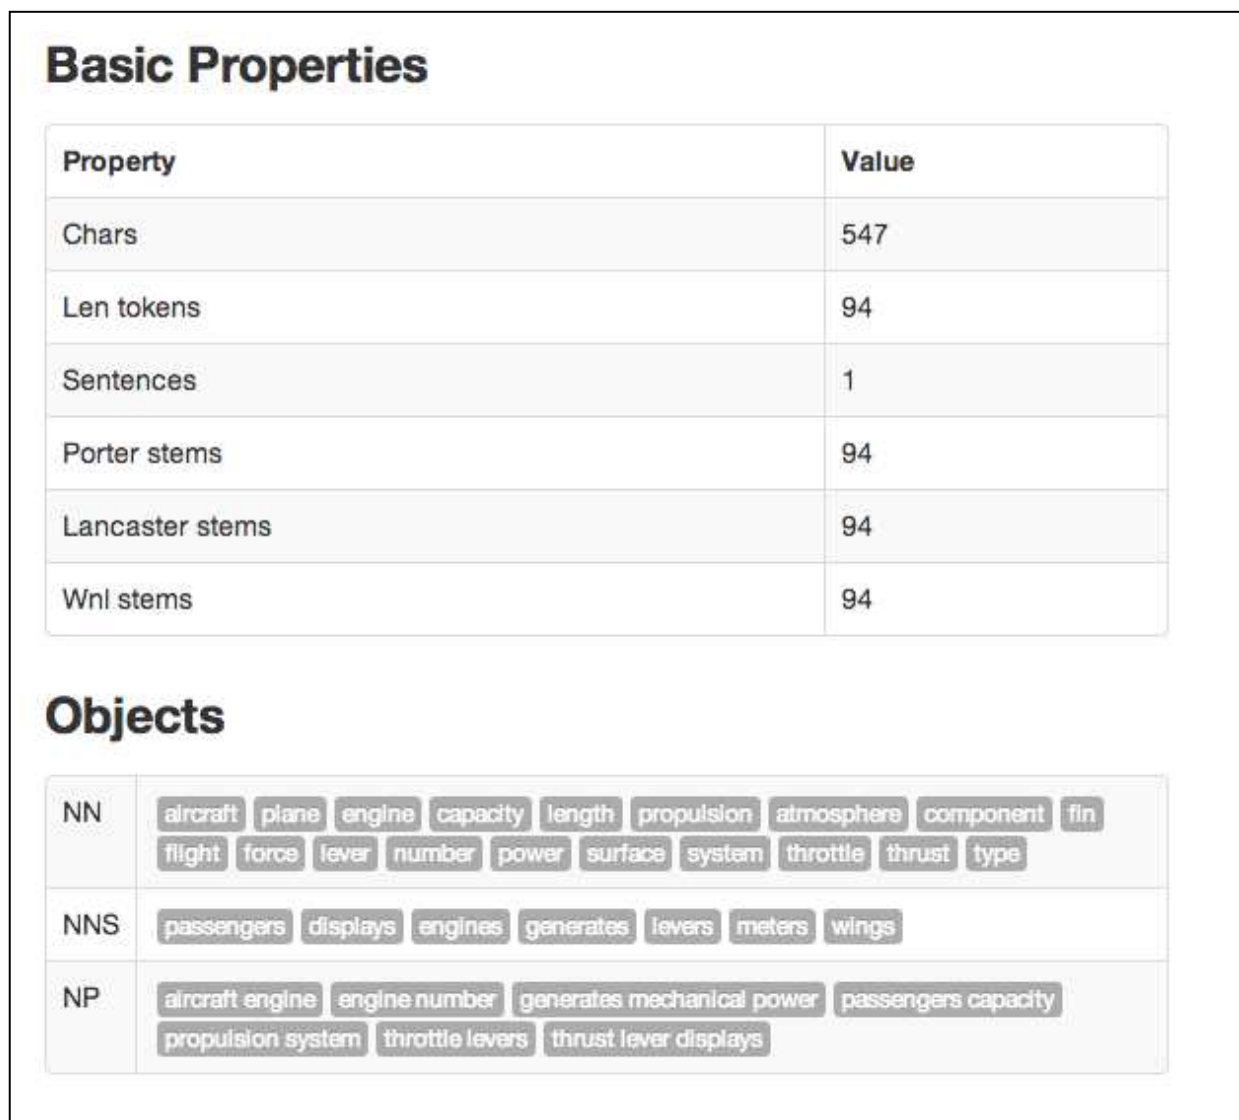 Basic Properties
Property Value
Chars 547
Len tokens 94
Sentences 1
Porter stems 94
Lancaster stems 94
Wnl stems 94
Objects
NN aircraft plane engine capacity length propulsion atmosphere component fin
flight force lever number power surface system throttle thrust type
NNS passengers displays engines generates levers meters wings
NP aircraft engine engine number generates mechanical power passengers capacity
propulsion system throttle levers thrust lever displays